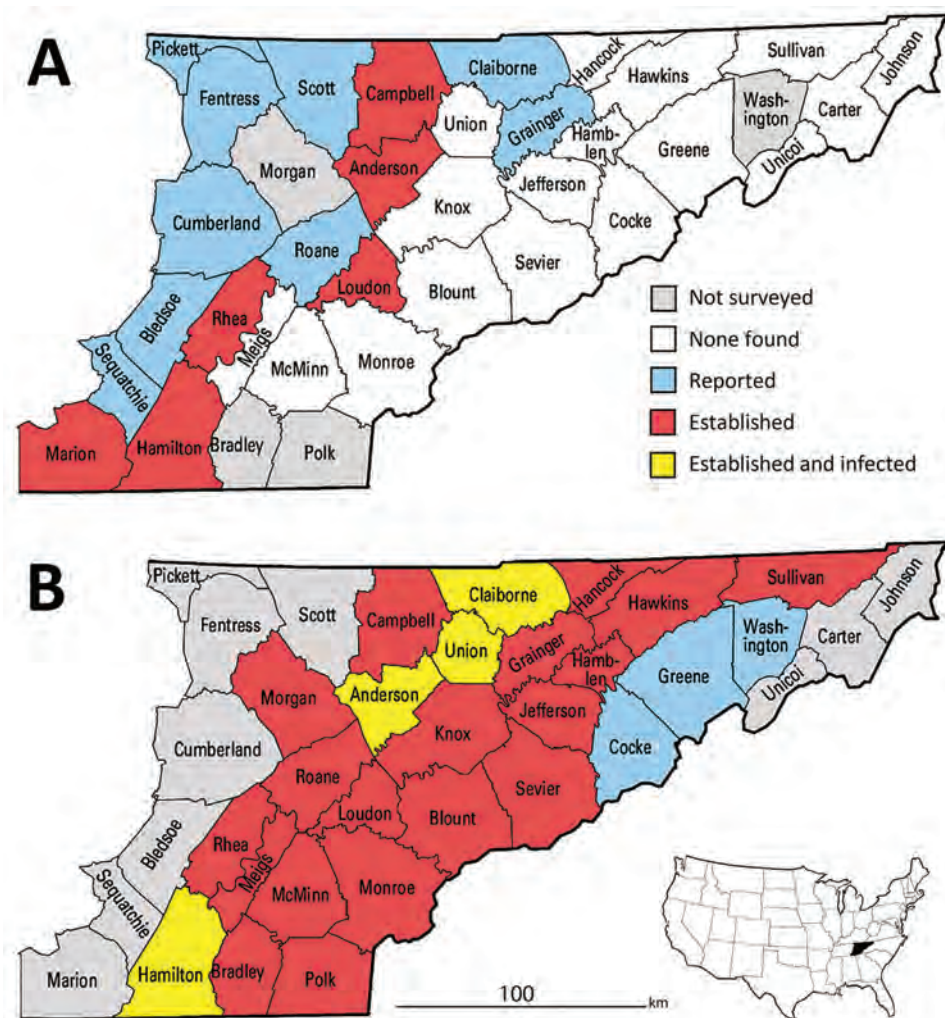 A
Pickett
Fentress
Scott
Campbell
Claiborne
Hancock
Hawkins
Sullivan
Johnson
Morgan
Anderson
Union
Grainger
Hamb-
len
Greene
Wash-
ington
Carter
Unicoi
Cumberland
Roane
Knox
Jefferson
Cocke
Bledsoe
Rhea
Loudon
Blount
Sevier
Sequatchie
Meigs
McMinn
Monroe
Marion
Hamilton
Bradley
Polk
Not surveyed
None found
Reported
Established
Established and infected
B
Pickett
Fentress
Scott
Campbell
Claiborne
Hancock
Hawkins
Sullivan
Johnson
Morgan
Anderson
Union
Grainger
Hamb-
len
Greene
Wash-
ington
Carter
Unicoi
Cumberland
Roane
Knox
Jefferson
Cocke
Bledsoe
Rhea
Loudon
Blount
Sevier
Sequatchie
Meigs
McMinn
Monroe
Marion
Hamilton
Bradley
Polk
100
km